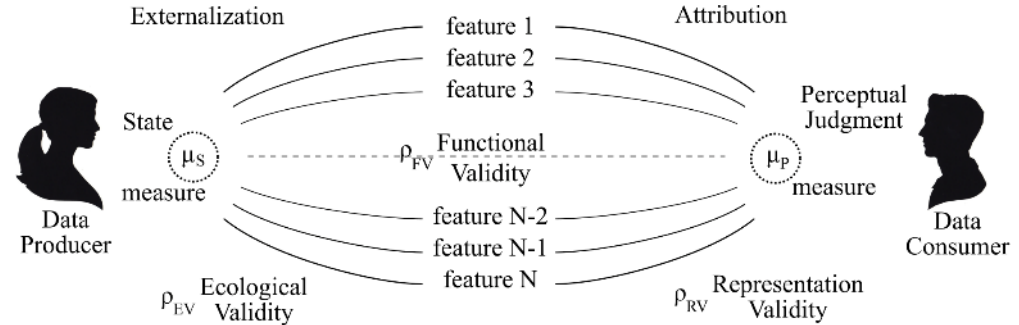 Externalization
Attribution
feature 1
feature 2
feature 3
State
μS
measure
Data
Producer
ρFV Functional
Validity
Perceptual
Judgment
μP
measure
Data
Consumer
feature N-2
feature N-1
feature N
ρEV Ecological
Validity
ρRV Representation
Validity